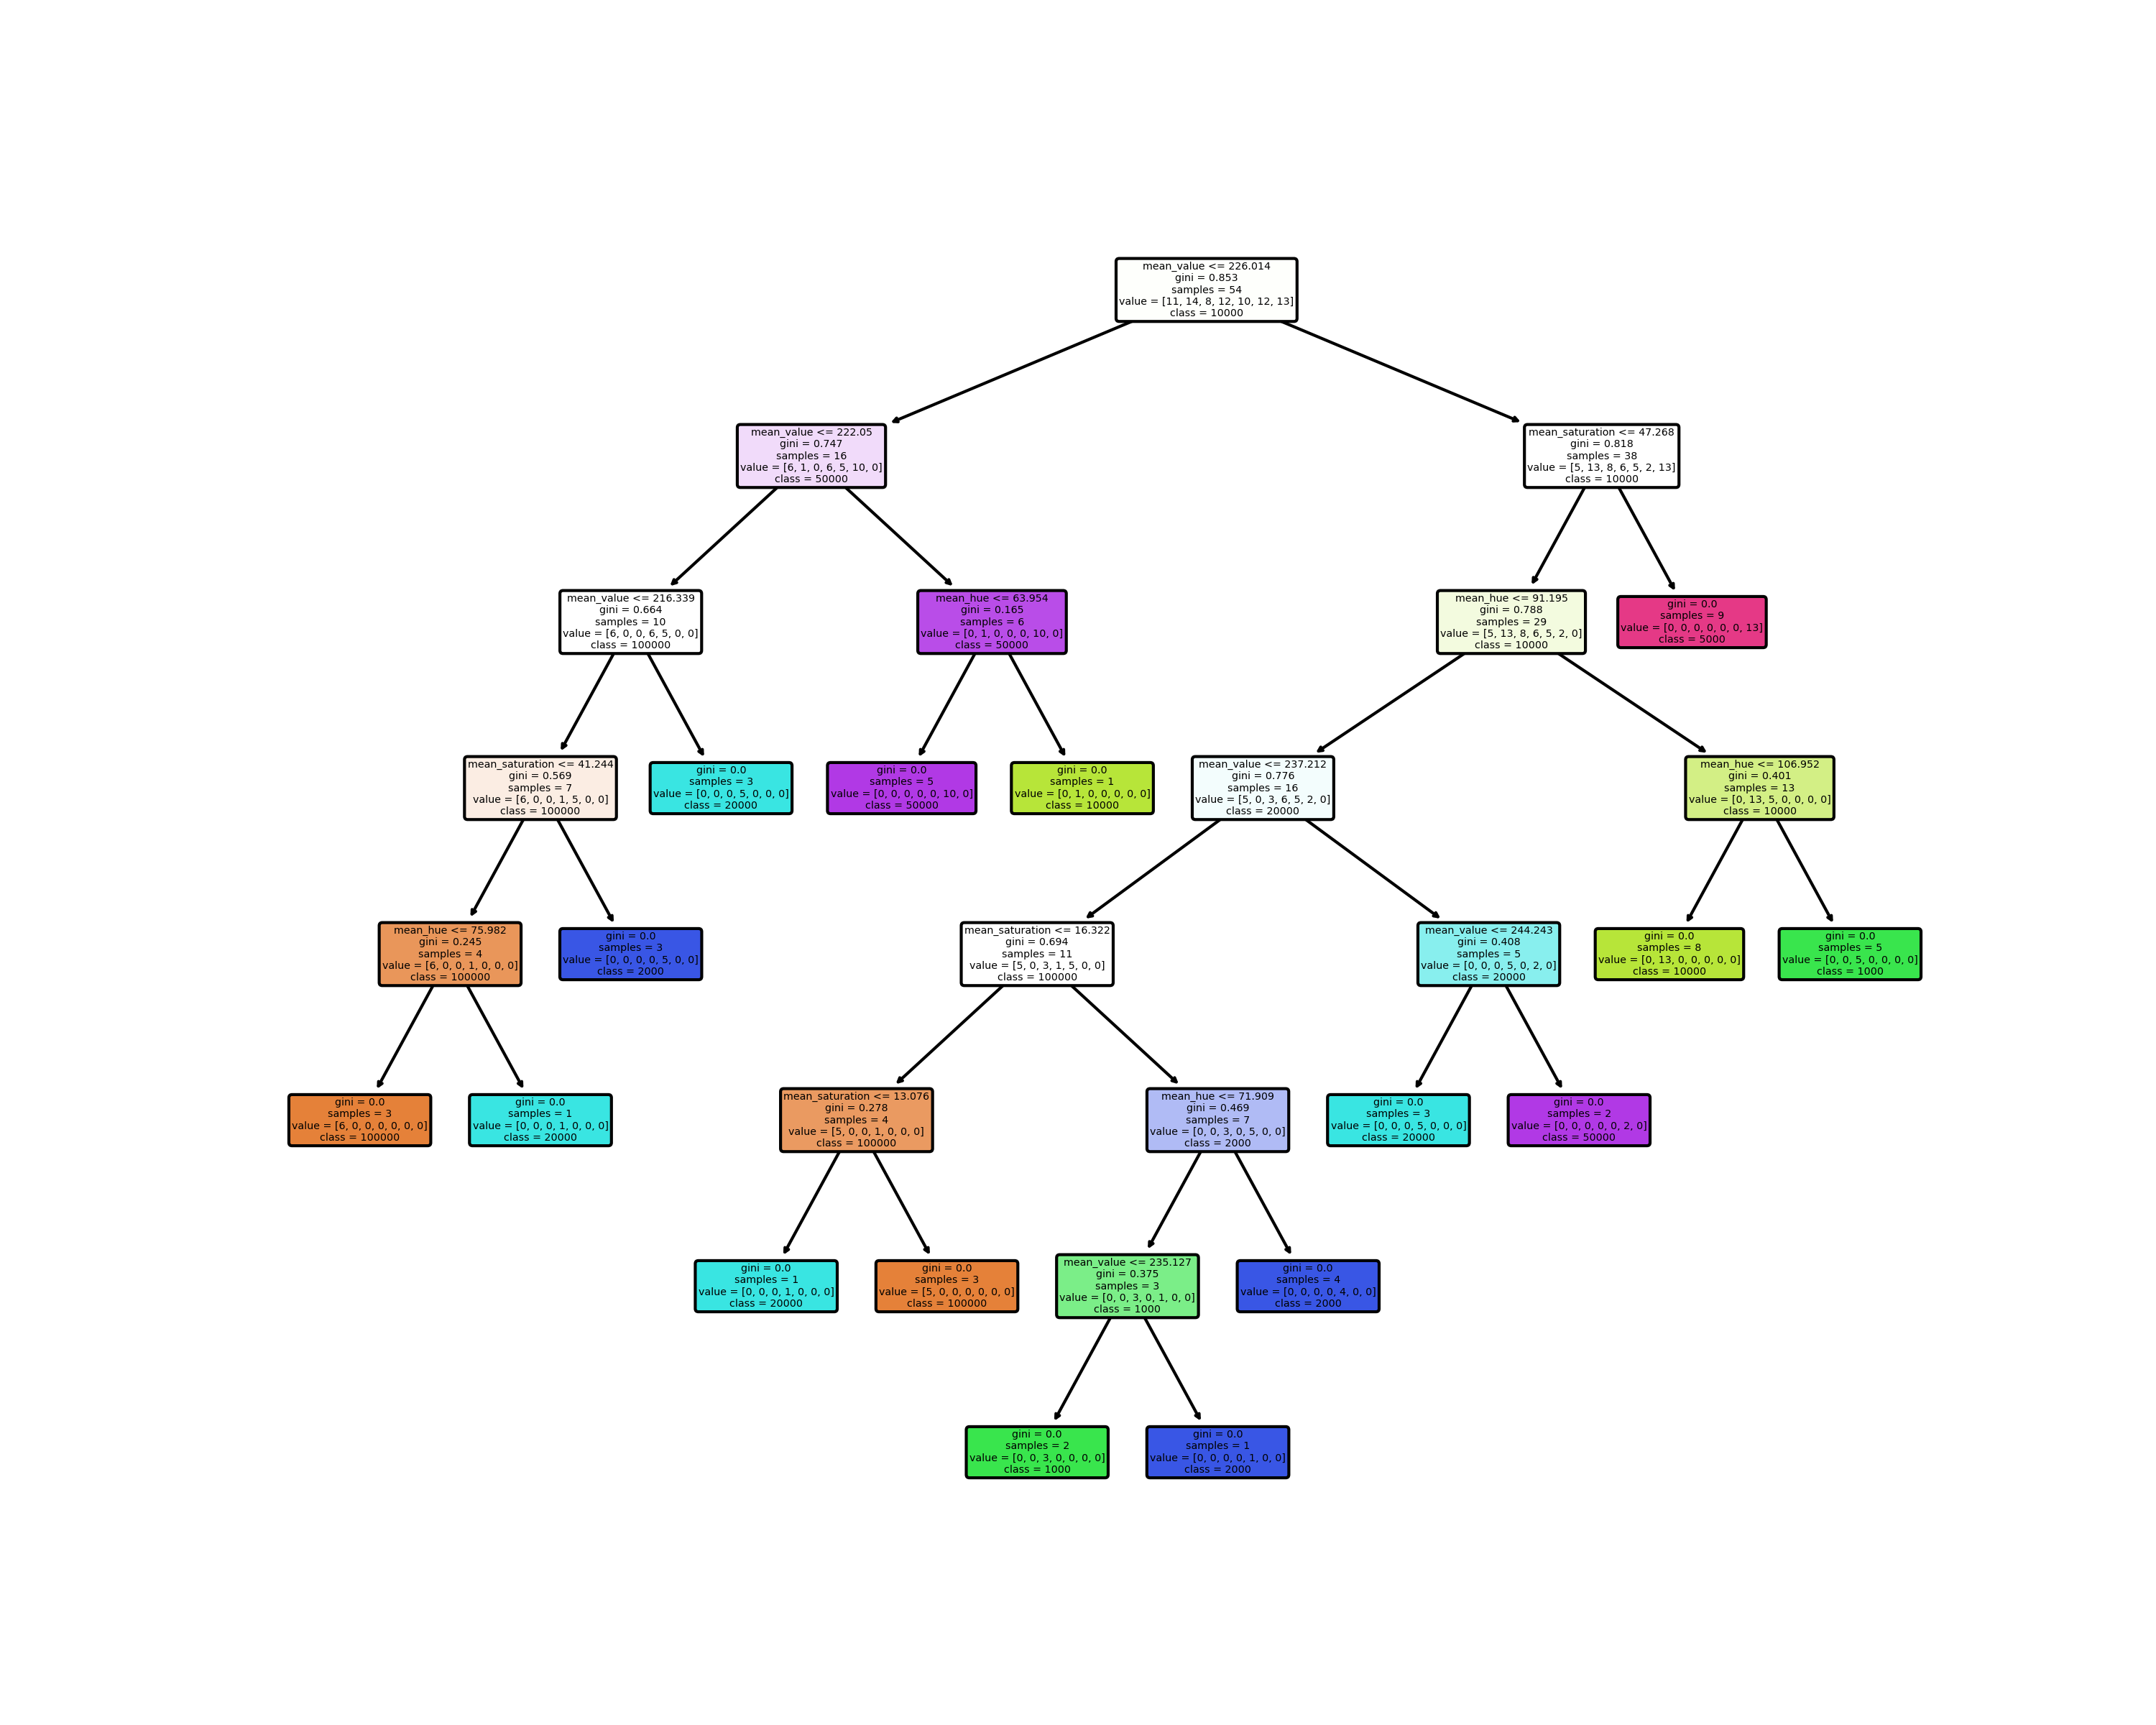 mean_value <= 226.014
gini = 0.853
samples = 54
value = [11, 14, 8, 12, 10, 12, 13]
class = 10000
mean_value <= 222.05
gini = 0.747
samples = 16
value = [6, 1, 0, 6, 5, 10, 0]
class = 50000
mean_saturation <= 47.268
gini = 0.818
samples = 38
value = [5, 13, 8, 6, 5, 2, 13]
class = 10000
mean_value <= 216.339
gini = 0.664
samples = 10
value = [6, 0, 0, 6, 5, 0, 0]
class = 100000
mean_hue <= 63.954
gini = 0.165
samples = 6
value = [0, 1, 0, 0, 0, 10, 0]
class = 50000
mean_hue <= 91.195
gini = 0.788
samples = 29
value = [5, 13, 8, 6, 5, 2, 0]
class = 10000
gini = 0.0
samples = 9
value = [0, 0, 0, 0, 0, 0, 13]
class = 5000
mean_saturation <= 41.244
gini = 0.569
samples = 7
value = [6, 0, 0, 1, 5, 0, 0]
class = 100000
gini = 0.0
samples = 3
value = [0, 0, 0, 5, 0, 0, 0]
class = 20000
gini = 0.0
samples = 5
value = [0, 0, 0, 0, 0, 10, 0]
class = 50000
gini = 0.0
samples = 1
value = [0, 1, 0, 0, 0, 0, 0]
class = 10000
mean_value <= 237.212
gini = 0.776
samples = 16
value = [5, 0, 3, 6, 5, 2, 0]
class = 20000
mean_hue <= 106.952
gini = 0.401
samples = 13
value = [0, 13, 5, 0, 0, 0, 0]
class = 10000
mean_hue <= 75.982
gini = 0.245
samples = 4
value = [6, 0, 0, 1, 0, 0, 0]
class = 100000
gini = 0.0
samples = 3
value = [0, 0, 0, 0, 5, 0, 0]
class = 2000
mean_saturation <= 16.322
gini = 0.694
samples = 11
value = [5, 0, 3, 1, 5, 0, 0]
class = 100000
mean_value <= 244.243
gini = 0.408
samples = 5
value = [0, 0, 0, 5, 0, 2, 0]
class = 20000
gini = 0.0
samples = 8
value = [0, 13, 0, 0, 0, 0, 0]
class = 10000
gini = 0.0
samples = 5
value = [0, 0, 5, 0, 0, 0, 0]
class = 1000
gini = 0.0
samples = 3
value = [6, 0, 0, 0, 0, 0, 0]
class = 100000
gini = 0.0
samples = 1
value = [0, 0, 0, 1, 0, 0, 0]
class = 20000
mean_saturation <= 13.076
gini = 0.278
samples = 4
value = [5, 0, 0, 1, 0, 0, 0]
class = 100000
mean_hue <= 71.909
gini = 0.469
samples = 7
value = [0, 0, 3, 0, 5, 0, 0]
class = 2000
gini = 0.0
samples = 3
value = [0, 0, 0, 5, 0, 0, 0]
class = 20000
gini = 0.0
samples = 2
value = [0, 0, 0, 0, 0, 2, 0]
class = 50000
gini = 0.0
samples = 1
value = [0, 0, 0, 1, 0, 0, 0]
class = 20000
gini = 0.0
samples = 3
value = [5, 0, 0, 0, 0, 0, 0]
class = 100000
mean_value <= 235.127
gini = 0.375
samples = 3
value = [0, 0, 3, 0, 1, 0, 0]
class = 1000
gini = 0.0
samples = 4
value = [0, 0, 0, 0, 4, 0, 0]
class = 2000
gini = 0.0
samples = 2
value = [0, 0, 3, 0, 0, 0, 0]
class = 1000
gini = 0.0
samples = 1
value = [0, 0, 0, 0, 1, 0, 0]
class = 2000